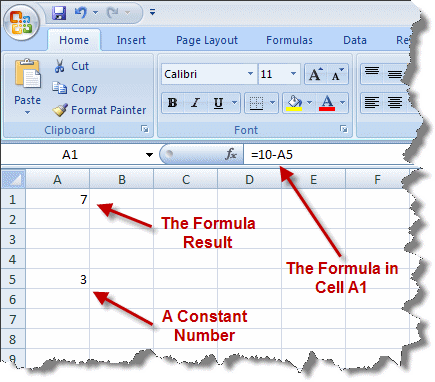 Home Insert Page Layout Formulas Data
Cut
Copy
Format Painter
Paste
Calibri 11 A A
B I U A
Clipboard Font
A1 fx =10-A5
A B C D E F
1 7
2
3
4
5 3
6
7
8
9
The Formula
Result
The Formula in
Cell A1
A Constant
Number